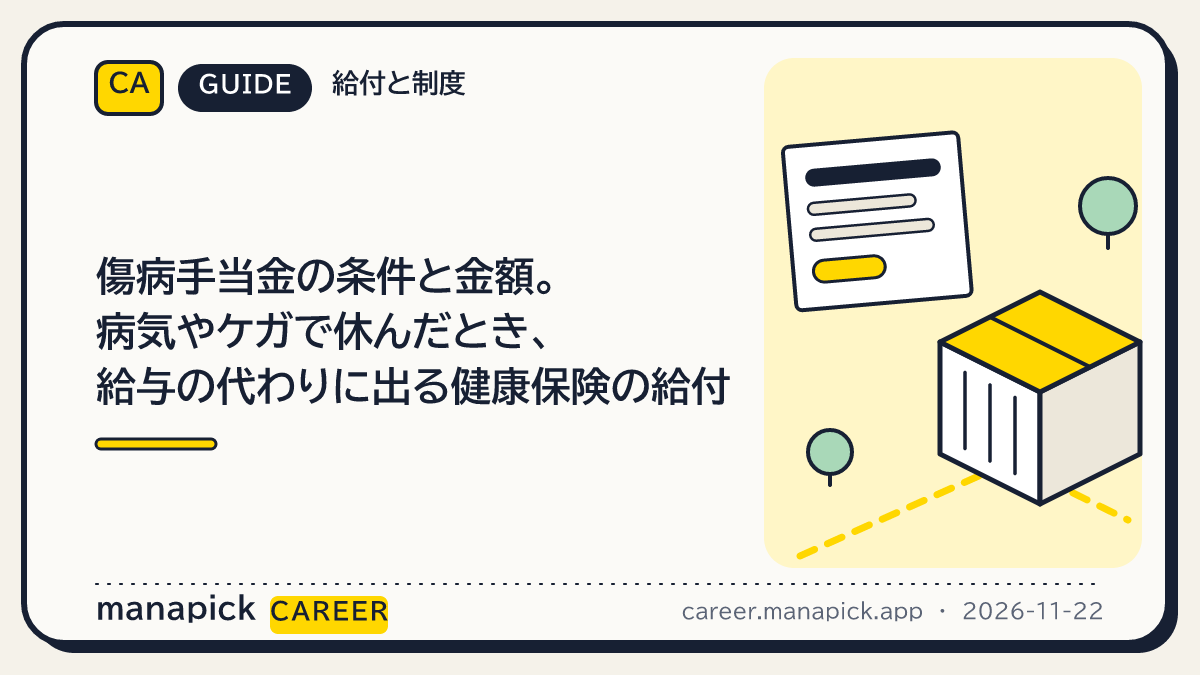 CA GUIDE 給付と制度
傷病手当金の条件と金額。
病気やケガで休んだとき、
給与の代わりに出る健康保険の給付
manapick CAREER
career.manapick.app ・ 2026-11-22